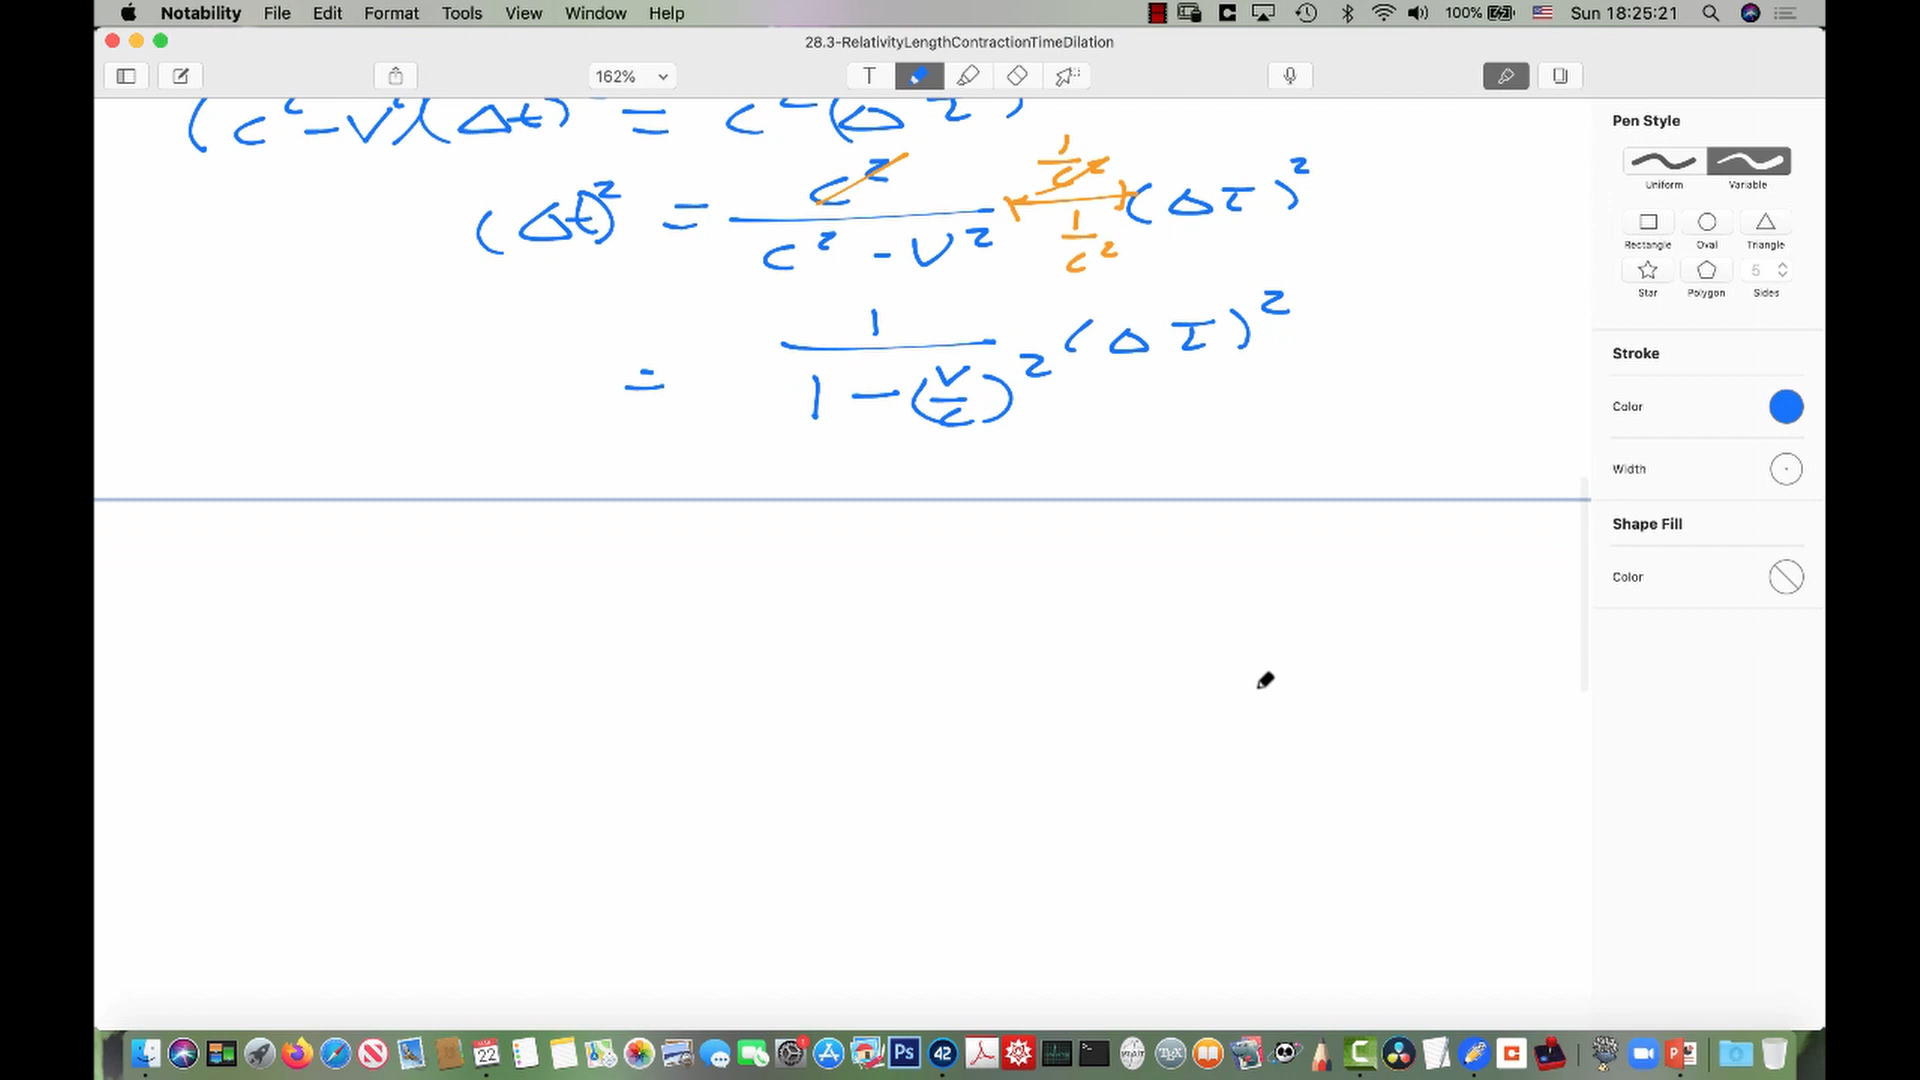 Notability File Edit Format Tools View Window Help 100% Sun 18:25:21
28.3-RelativityLengthContractionTimeDilation
162% T
(c² - v²)(Δt)² = c²(Δτ)²
(Δt)² = c² / (c² - v²) (1/c²) / (1/c²) (Δτ)²
= 1 / (1 - (v/c)²) (Δτ)²
Pen Style
Uniform Variable
Rectangle Oval Triangle
5
Star Polygon Sides
Stroke
Color
Width
Shape Fill
Color
22 Ps 42